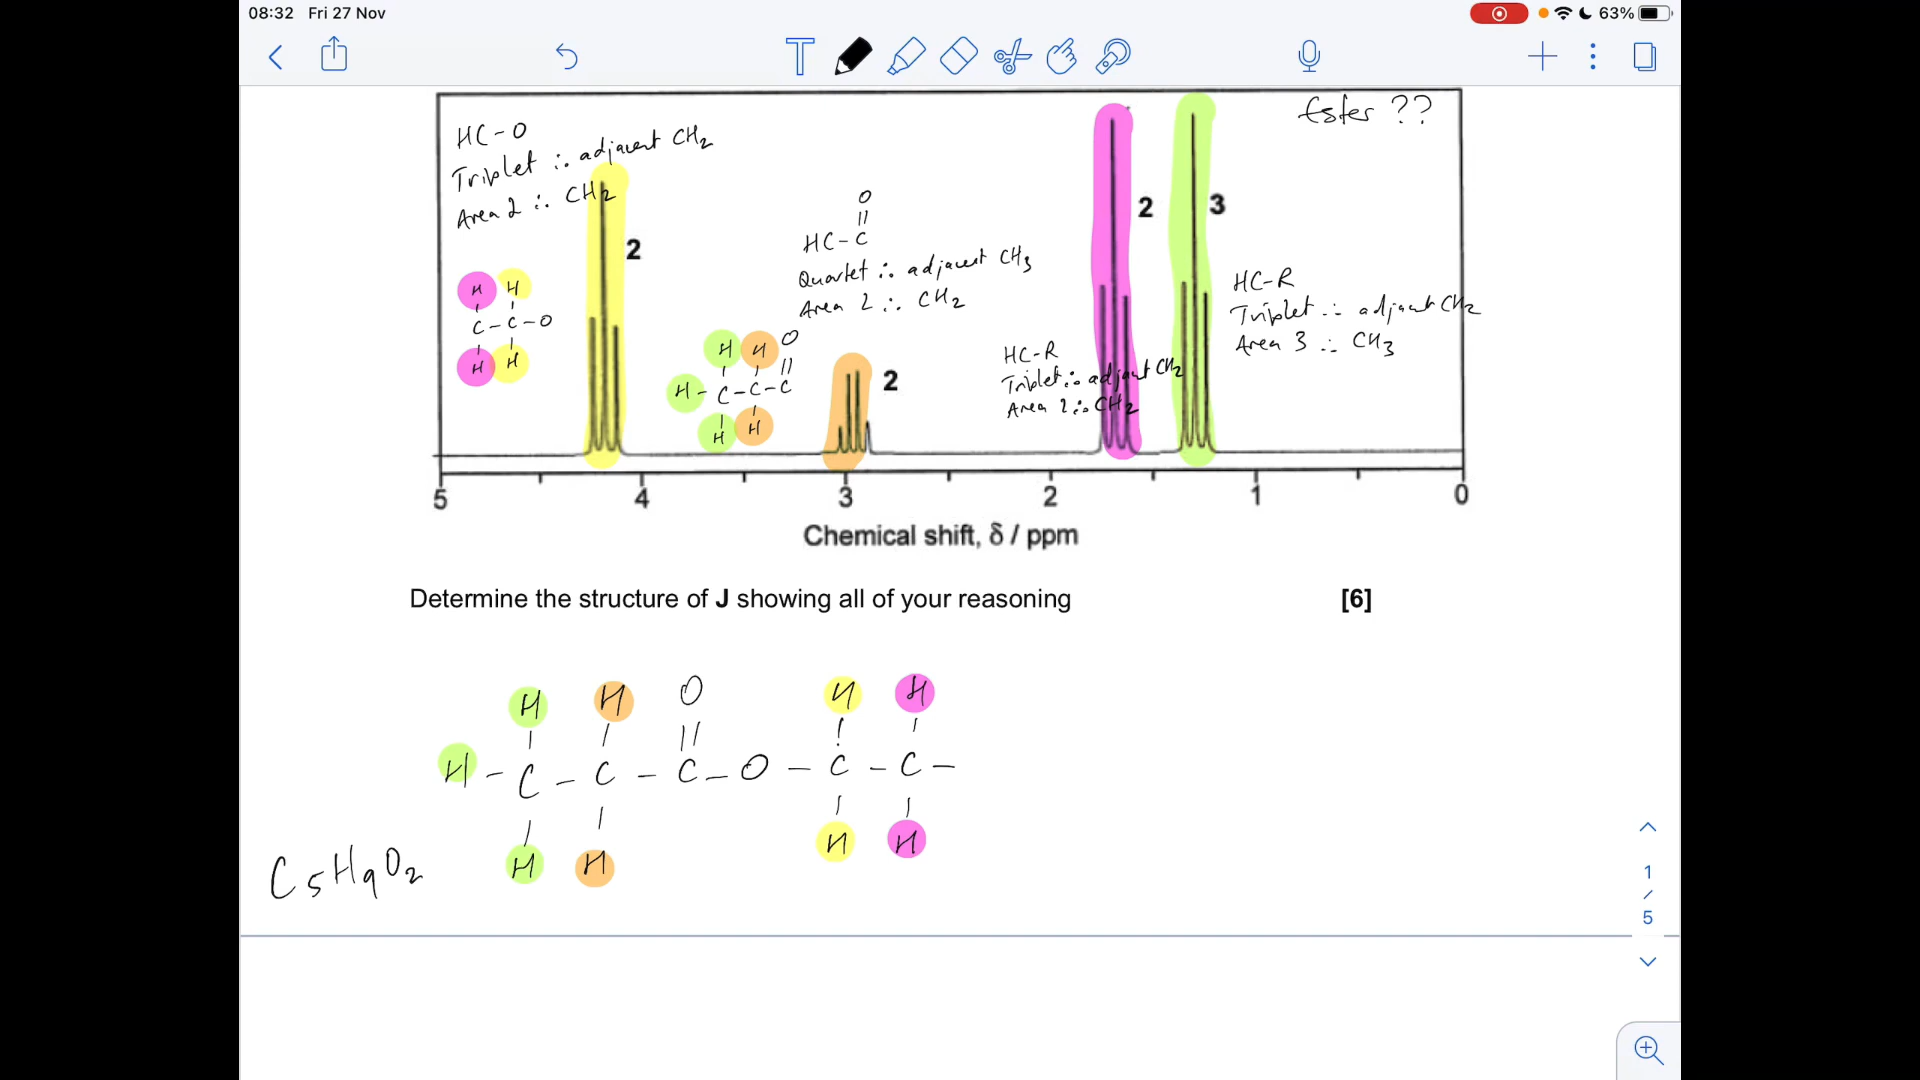 08:32 Fri 27 Nov
63%
Ester ??
HC-O
Triplet ∴ adjacent CH2
Area 2 ∴ CH2
2
H H
C-C-O
H H
O
||
HC-C
Quartet ∴ adjacent CH3
Area 2 ∴ CH2
H H O
||
H-C-C-C
H H
2
2
HC-R
Triplet ∴ adjacent CH2
Area 2 ∴ CH2
3
HC-R
Triplet ∴ adjacent CH2
Area 3 ∴ CH3
5 4 3 2 1 0
Chemical shift, δ / ppm
Determine the structure of J showing all of your reasoning [6]
H H O H H
||
H-C-C-C-O-C-C-
H H H H
C5H9O2
1
/
5